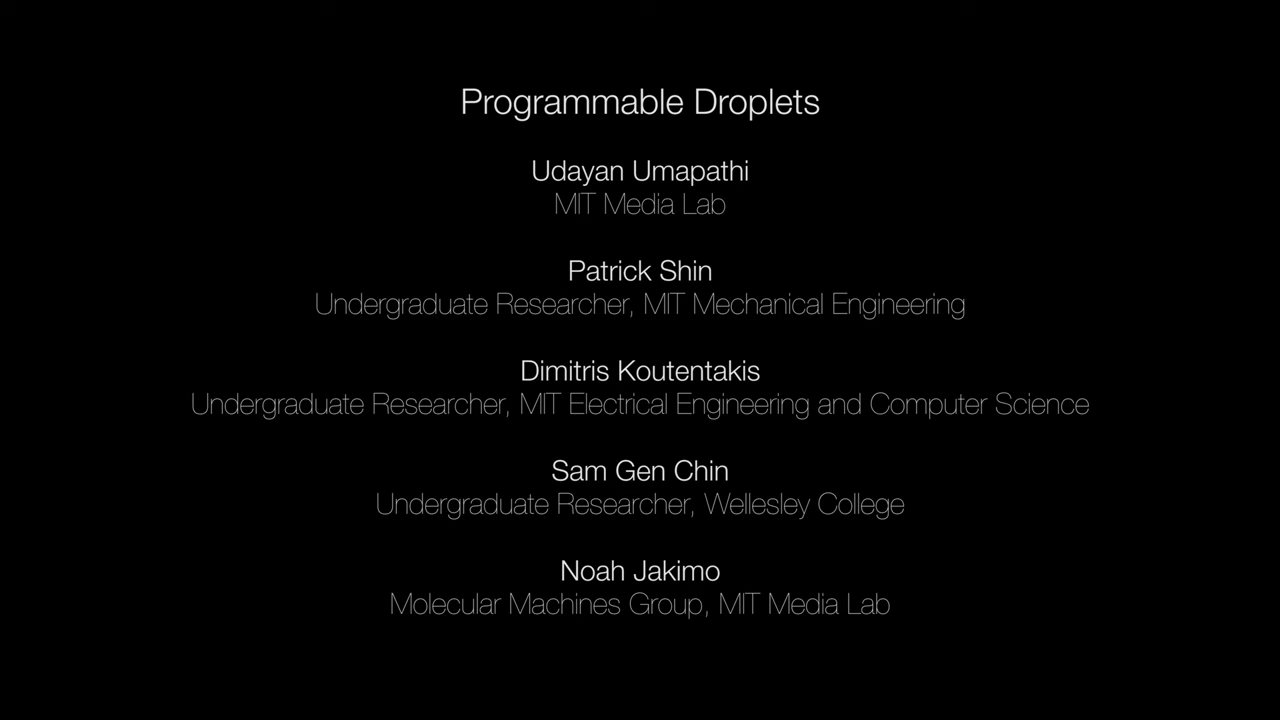 Programmable Droplets
Udayan Umapathi
MIT Media Lab
Patrick Shin
Undergraduate Researcher, MIT Mechanical Engineering
Dimitris Koutentakis
Undergraduate Researcher, MIT Electrical Engineering and Computer Science
Sam Gen Chin
Undergraduate Researcher, Wellesley College
Noah Jakimo
Molecular Machines Group, MIT Media Lab